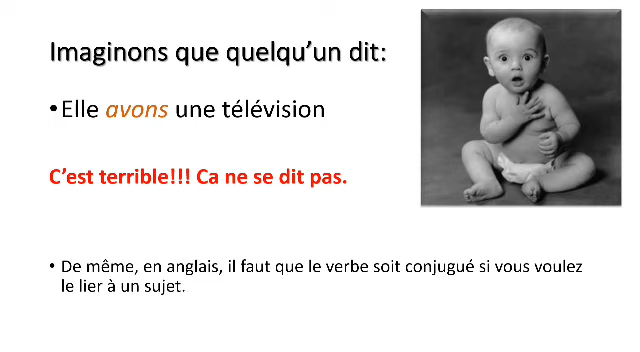 Imaginons que quelqu’un dit:
•Elle avons une télévision
C’est terrible!!! Ca ne se dit pas.
• De même, en anglais, il faut que le verbe soit conjugué si vous voulez
le lier à un sujet.